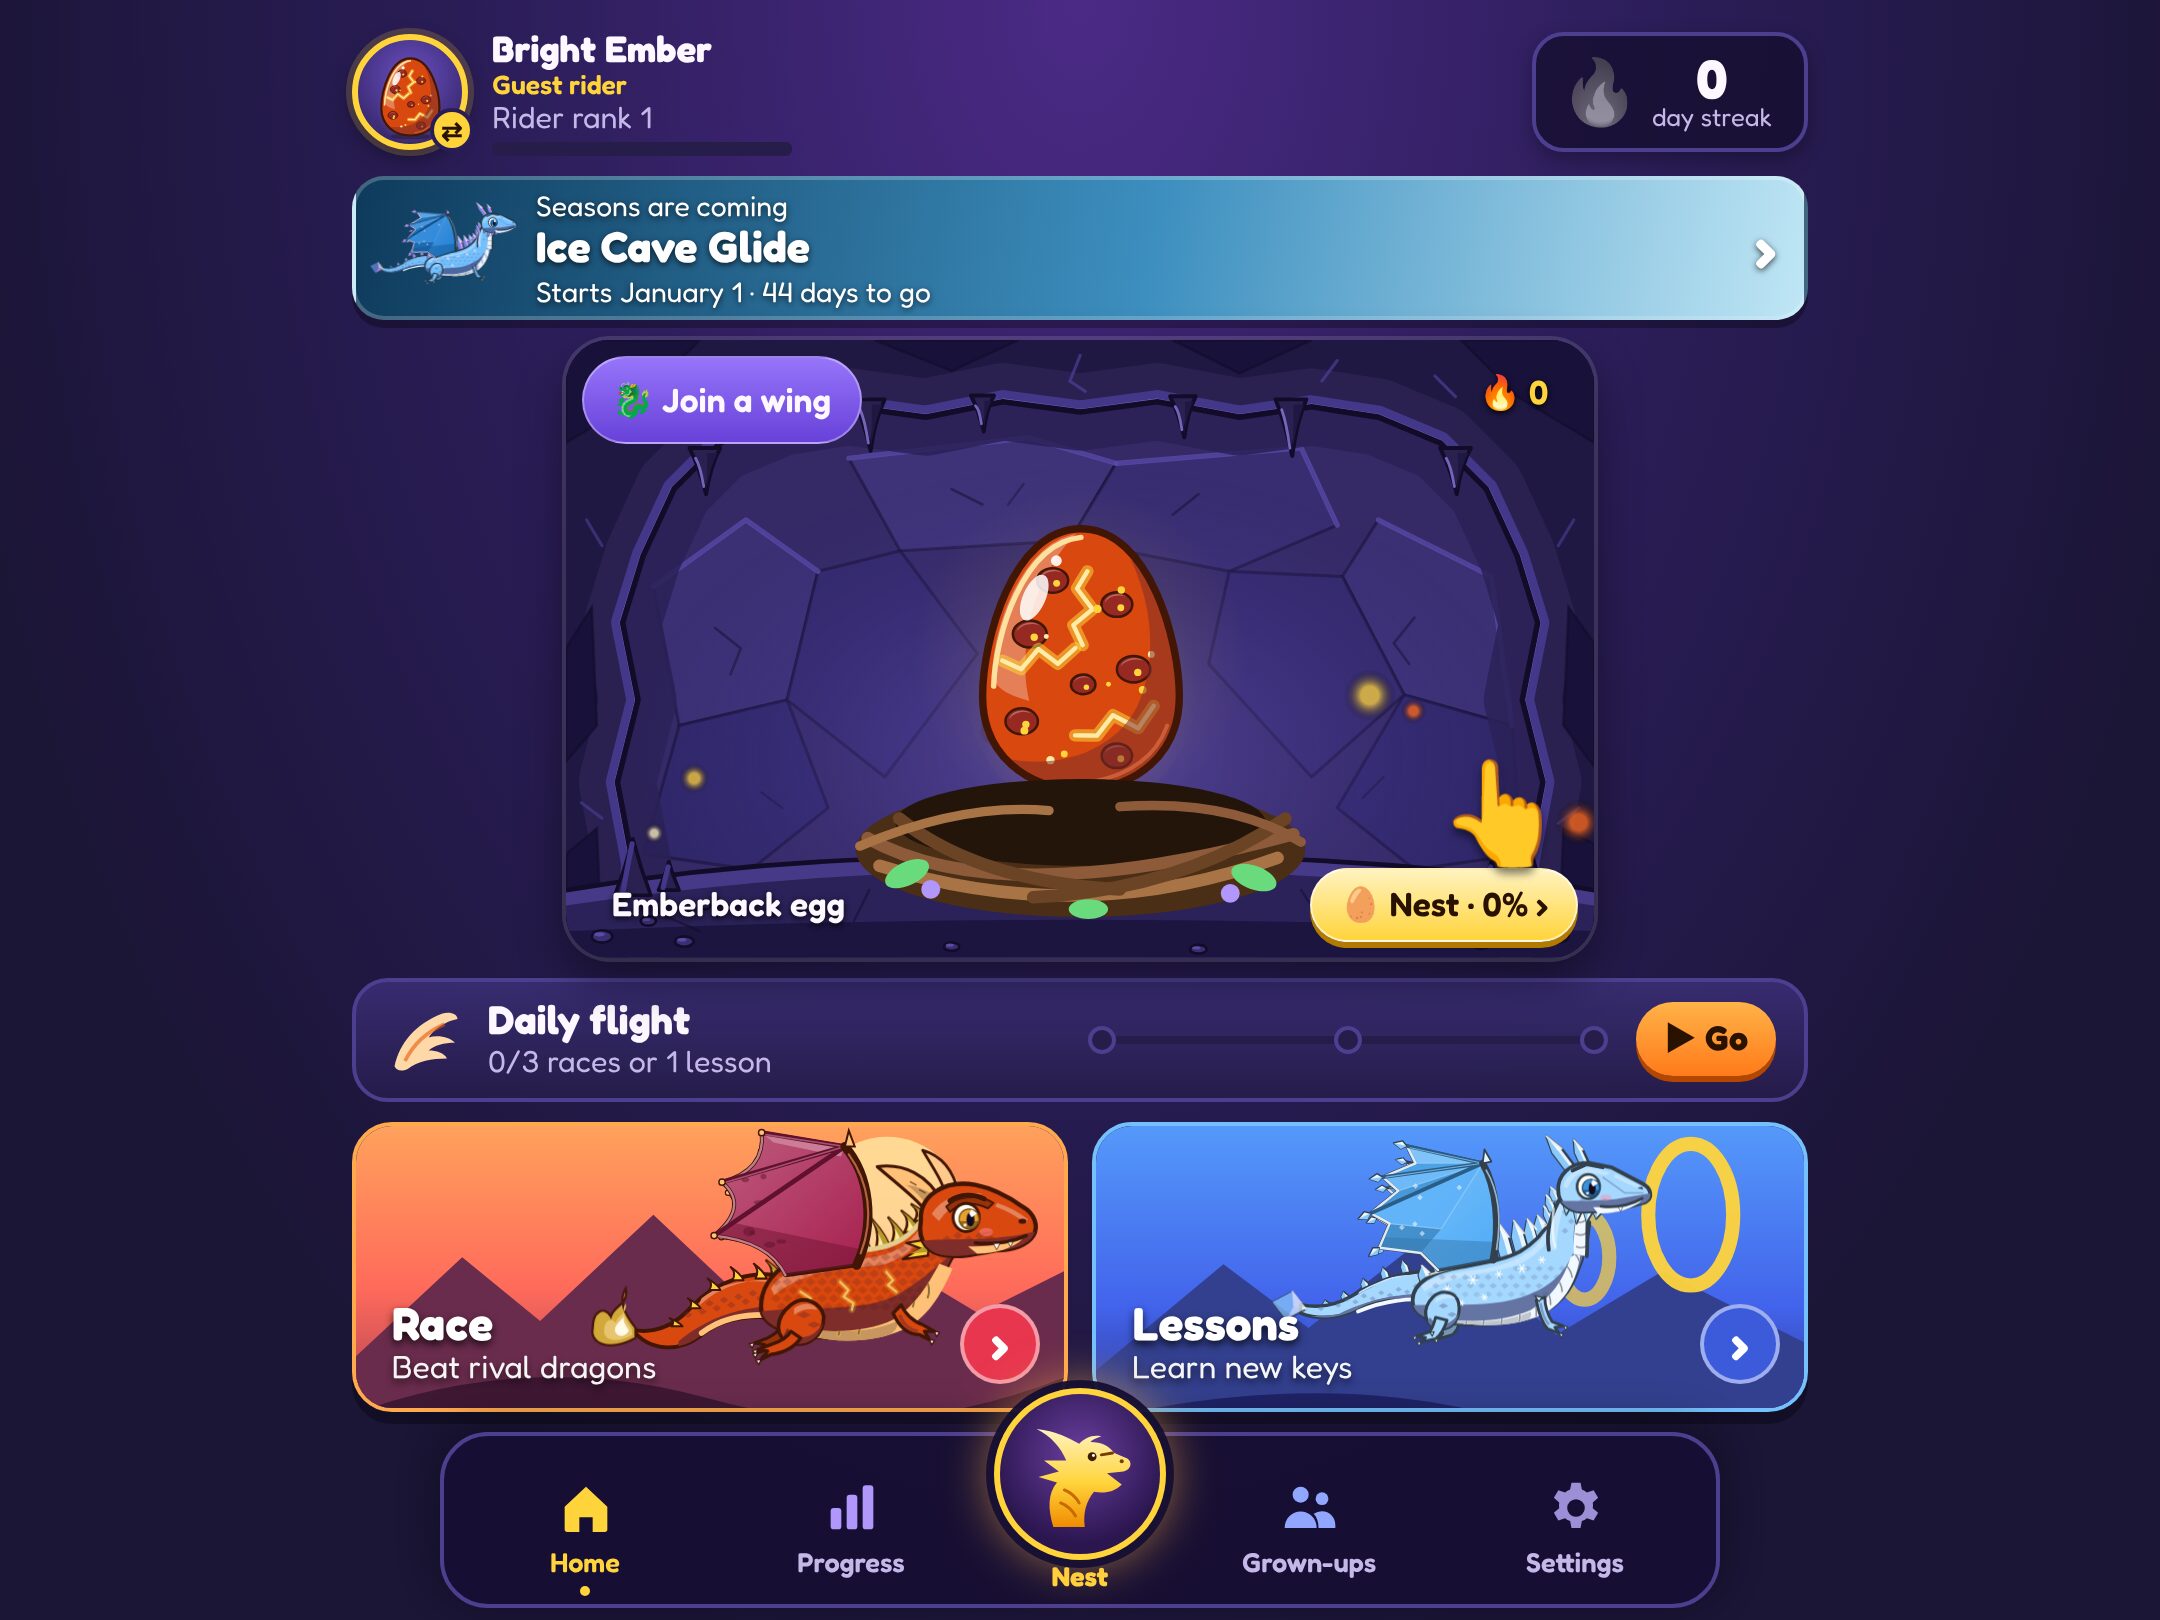 Bright Ember
Guest rider
Rider rank 1
0
day streak
Seasons are coming
Ice Cave Glide
Starts January 1 · 44 days to go
Join a wing
0
Emberback egg
Nest · 0% ›
Daily flight
0/3 races or 1 lesson
Go
Race
Beat rival dragons
Lessons
Learn new keys
Home
Progress
Nest
Grown-ups
Settings